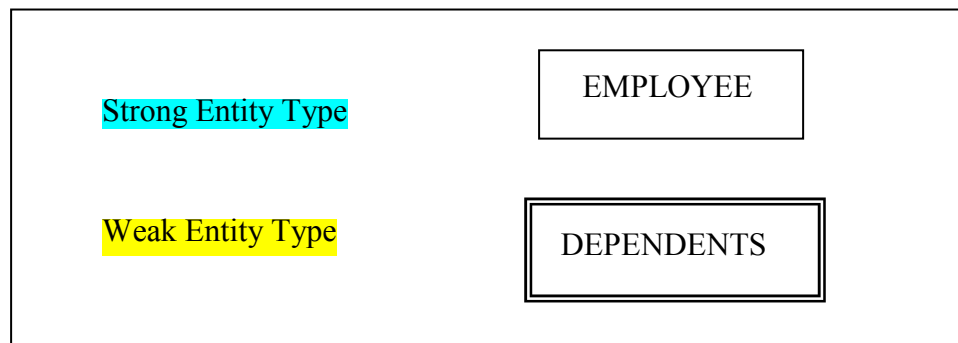 Strong Entity Type
EMPLOYEE
Weak Entity Type
DEPENDENTS